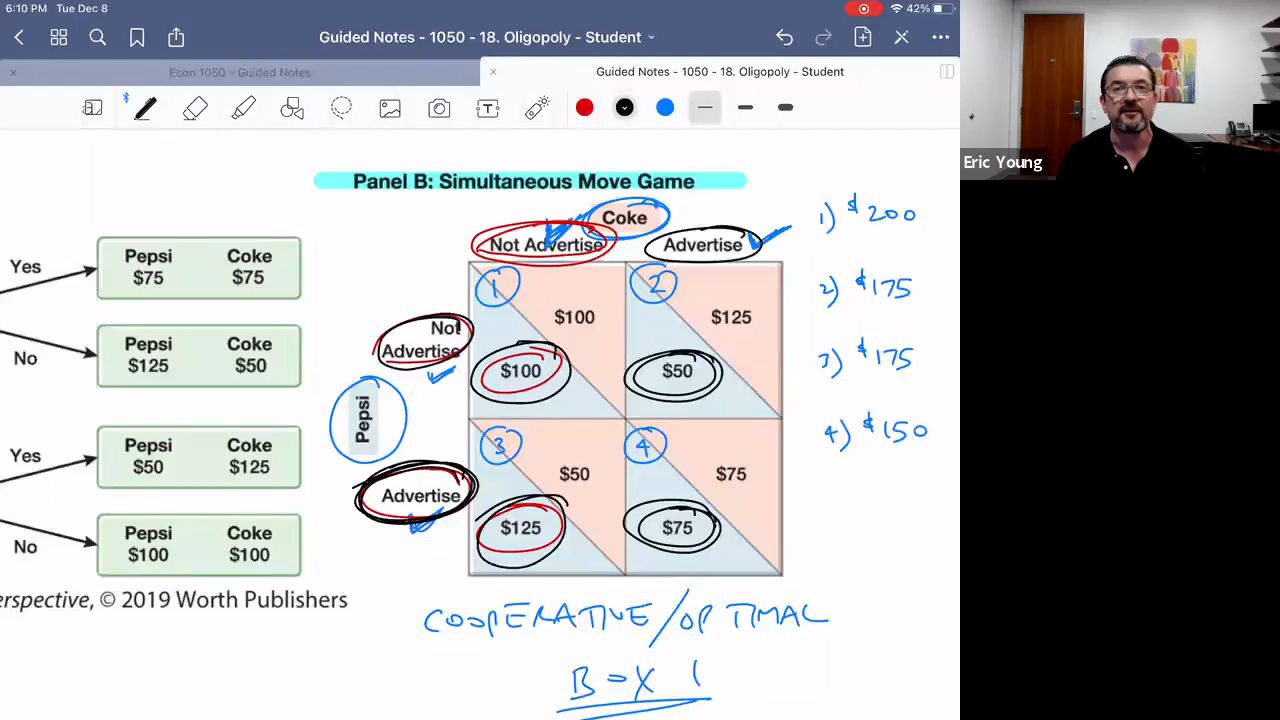 6:10 PM Tue Dec 8
42%
Guided Notes - 1050 - 18. Oligopoly - Student
Econ 1050 - Guided Notes
Guided Notes - 1050 - 18. Oligopoly - Student
Eric Young
Panel B: Simultaneous Move Game
Coke
Not Advertise
Advertise
1) $200
2) $175
3) $175
4) $150
Yes
Pepsi Coke
$75 $75
No
Pepsi Coke
$125 $50
Yes
Pepsi Coke
$50 $125
No
Pepsi Coke
$100 $100
Not
Advertise
Pepsi
Advertise
1
$100
$100
2
$125
$50
3
$50
$125
4
$75
$75
erspective, © 2019 Worth Publishers
COOPERATIVE/OPTIMAL
BOX 1